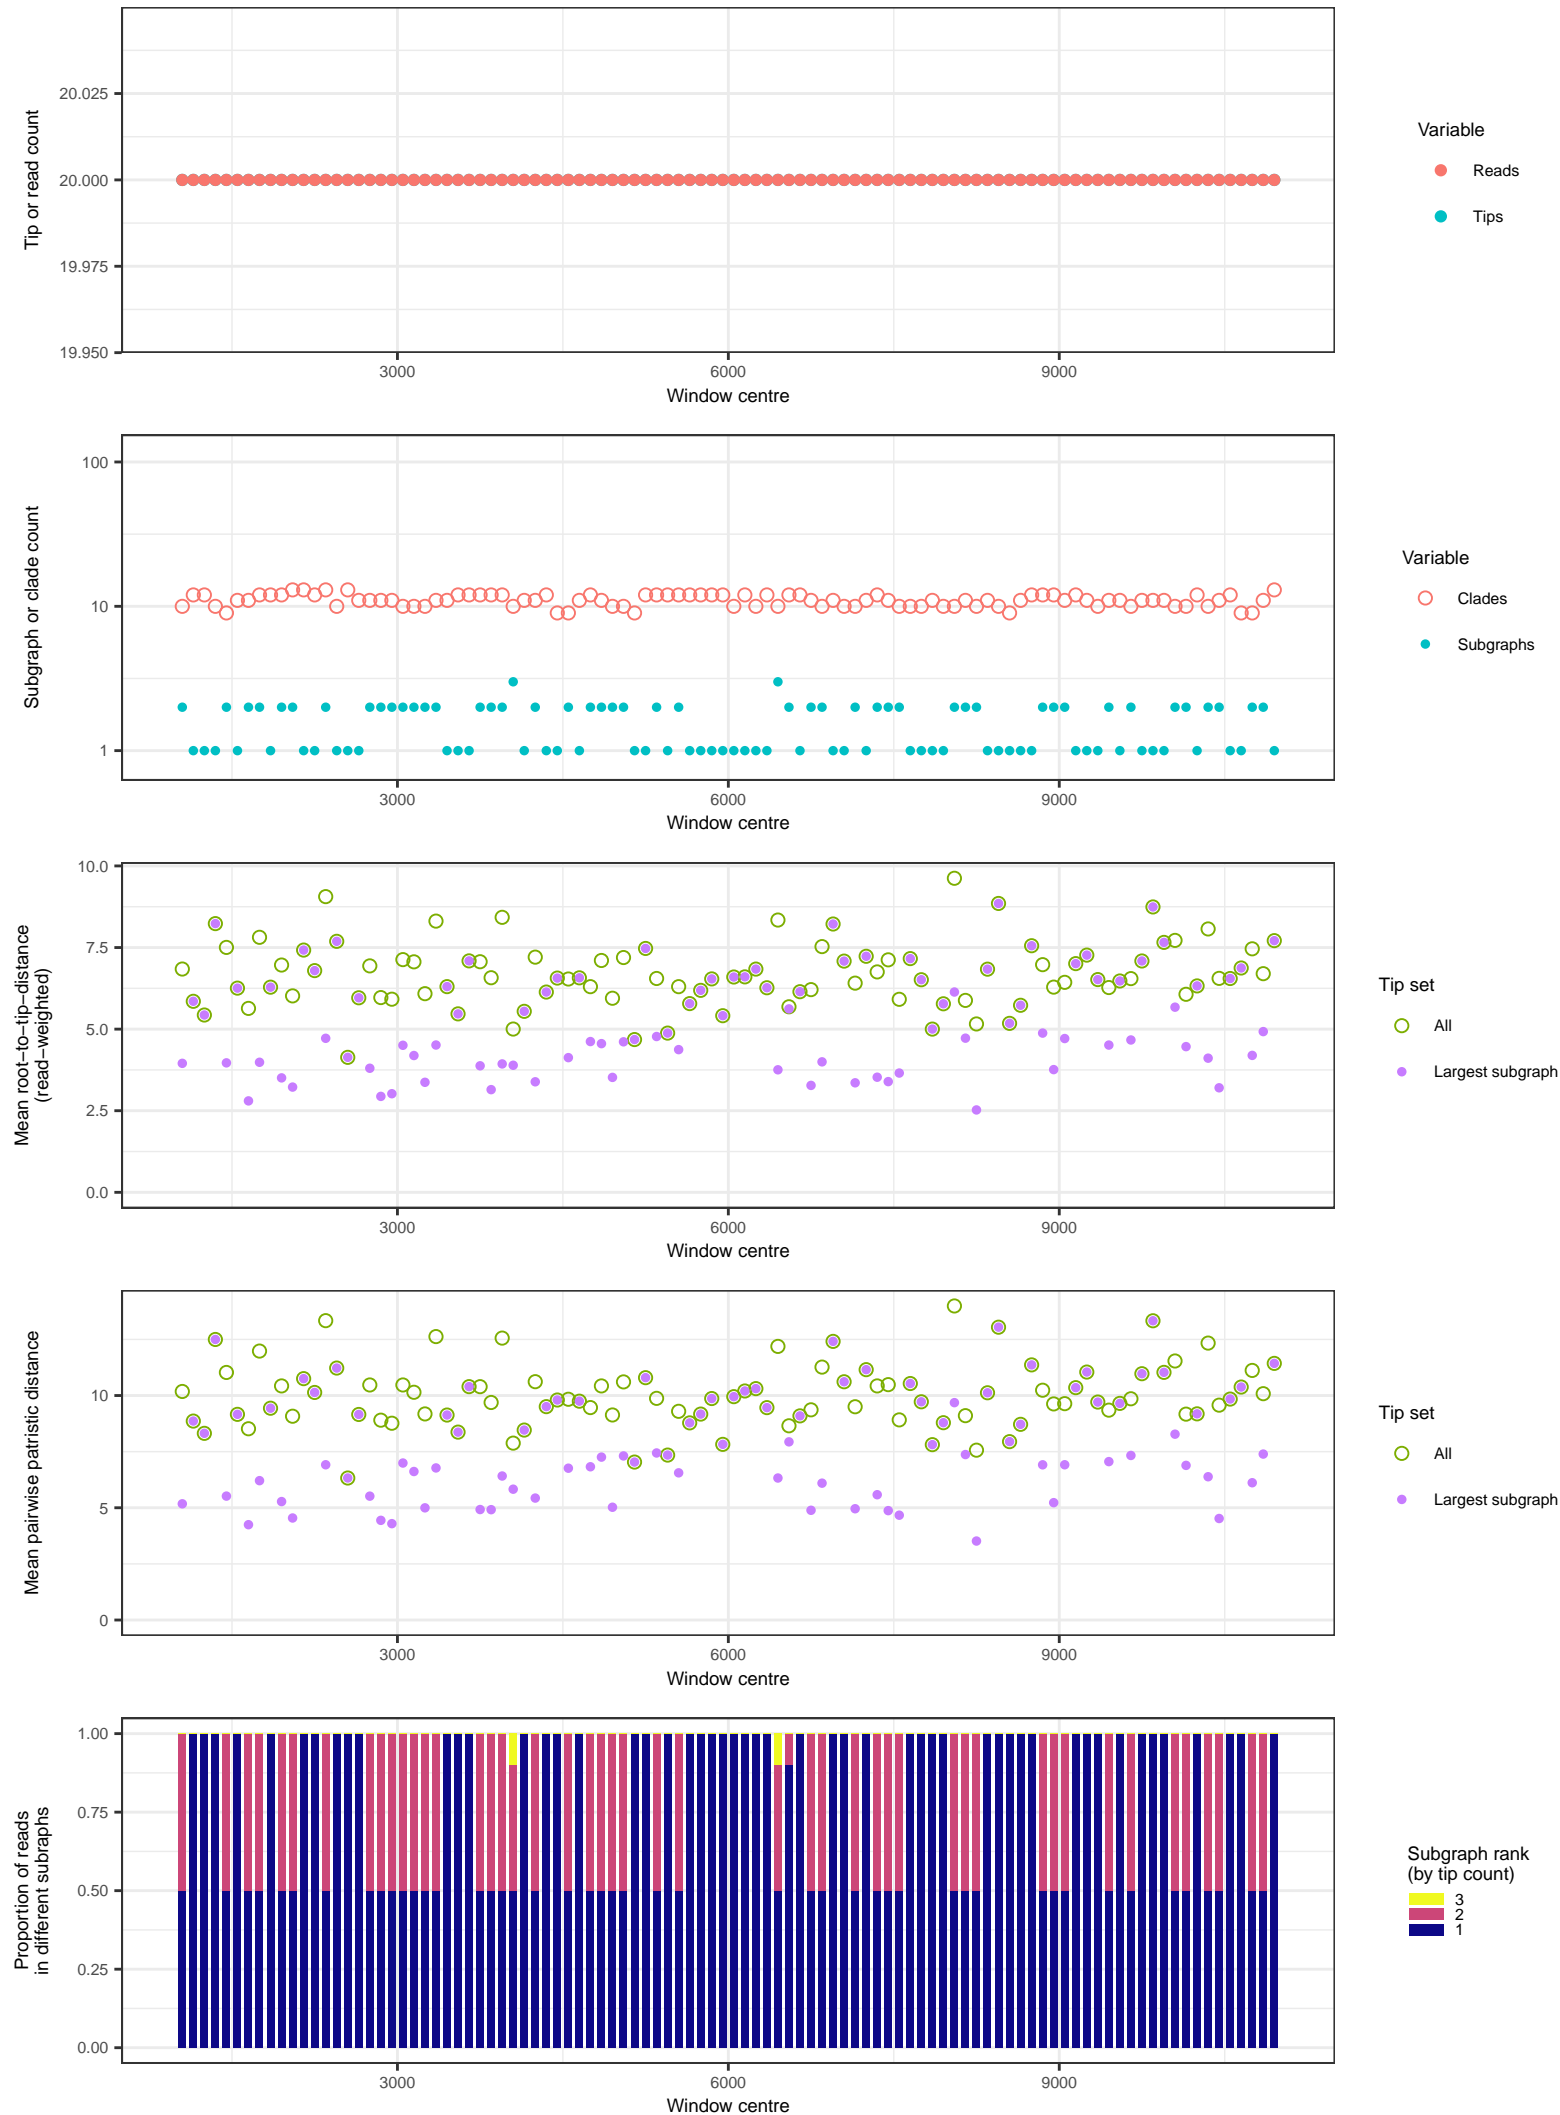 Tip or read count
20.025
20.000
19.975
19.950
3000
6000
9000
Window centre
Variable
Reads
Tips
Subgraph or clade count
100
10
1
3000
6000
9000
Window centre
Variable
Clades
Subgraphs
Mean root−to−tip−distance
(read−weighted)
10.0
7.5
5.0
2.5
0.0
3000
6000
9000
Window centre
Tip set
All
Largest subgraph
Mean pairwise patristic distance
10
5
0
3000
6000
9000
Window centre
Tip set
All
Largest subgraph
Proportion of reads
in different subraphs
1.00
0.75
0.50
0.25
0.00
3000
6000
9000
Window centre
Subgraph rank
(by tip count)
3
2
1